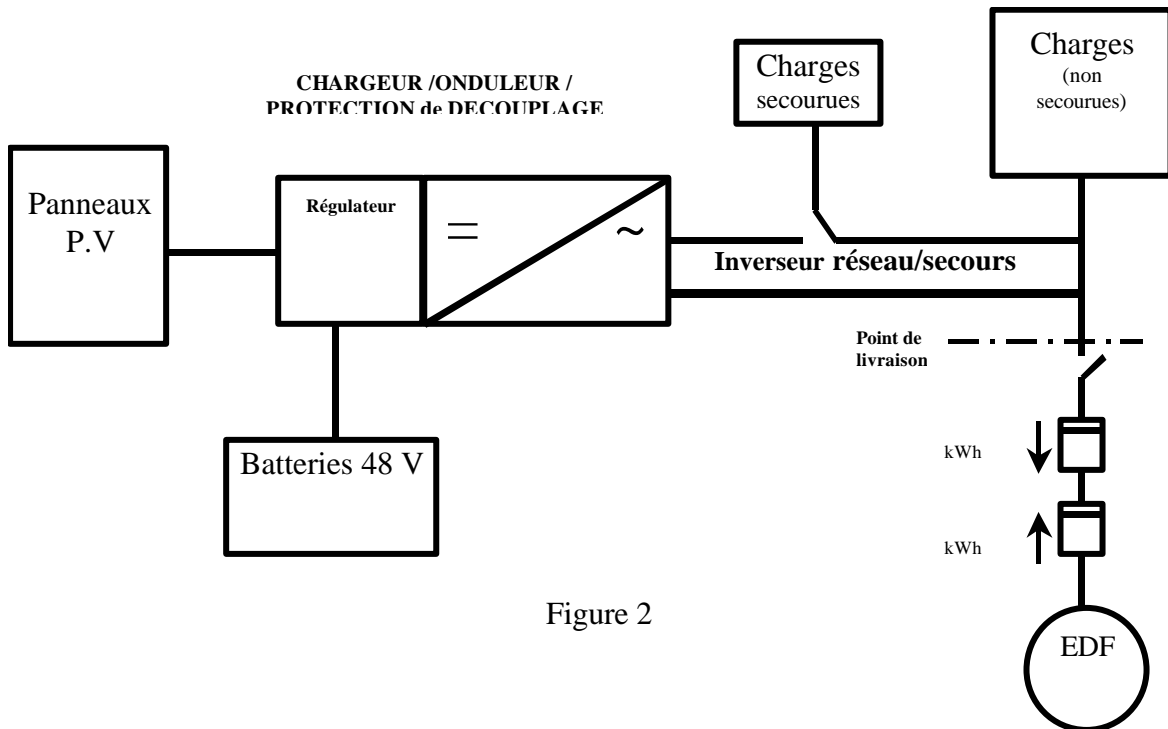 CHARGEUR /ONDULEUR /
PROTECTION de DECOUPLAGE
Charges
secourues
Charges
(non
secourues)
Panneaux
P.V
Régulateur
=
~
Inverseur réseau/secours
Point de
livraison
Batteries 48 V
kWh
kWh
Figure 2
EDF